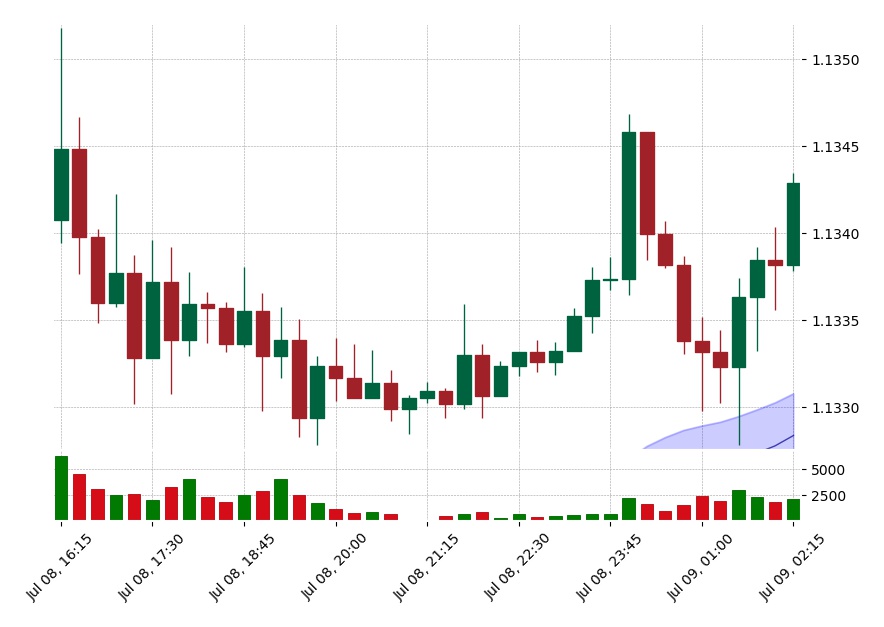 1.1350
1.1345
1.1340
1.1335
1.1330
5000
2500
Jul 08, 16:15
Jul 08, 17:30
Jul 08, 18:45
Jul 08, 20:00
Jul 08, 21:15
Jul 08, 22:30
Jul 08, 23:45
Jul 09, 01:00
Jul 09, 02:15